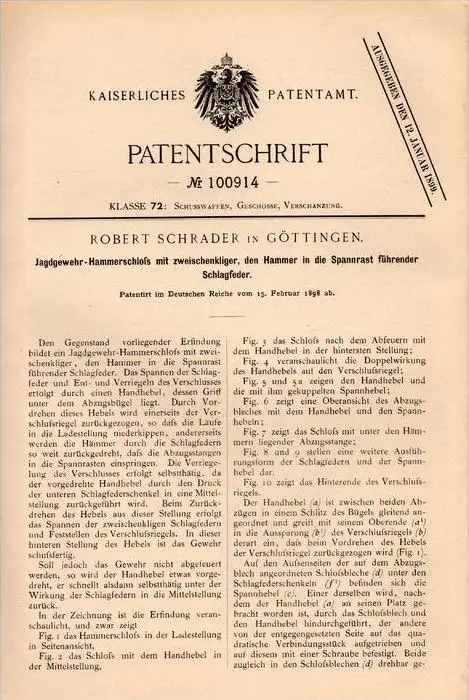 KAISERLICHES PATENTAMT.
AUSGEGEBEN DEN 12. JANUAR 1899.
PATENTSCHRIFT
— № 100914 —
KLASSE 72: SCHUSSWAFFEN, GESCHOSSE, VERSCHANZUNG.
ROBERT SCHRADER IN GÖTTINGEN.
Jagdgewehr-Hammerschloſs mit zweischenkliger, den Hammer in die Spannrast führender
Schlagfeder.
Patentirt im Deutschen Reiche vom 15. Februar 1898 ab.
Den Gegenstand vorliegender Erfindung
bildet ein Jagdgewehr-Hammerschloſs mit zwei-
schenkliger, den Hammer in die Spannrast
führender Schlagfeder. Das Spannen der Schlag-
feder und Ent- und Verriegeln des Verschlusses
erfolgt durch einen Handhebel, dessen Griff
unter dem Abzugsbügel liegt. Durch Vor-
drehen dieses Hebels wird einerseits der Ver-
schluſsriegel zurückgezogen, so daſs die Läufe
in die Ladestellung niederkippen, andererseits
werden die Hämmer durch die Schlagfedern
so weit zurückgedreht, daſs die Abzugsstangen
in die Spannrasten einspringen. Die Verriege-
lung des Verschlusses erfolgt selbstthätig, da
der vorgedrehte Handhebel durch den Druck
der unteren Schlagfederschenkel in eine Mittel-
stellung zurückgeführt wird. Beim Zurück-
drehen des Hebels aus dieser Mittelstellung erfolgt
das Spannen der zweischenkligen Schlagfedern
und Feststellen des Verschluſsriegels. In dieser
hinteren Stellung des Hebels ist das Gewehr
schuſsfertig.
Soll jedoch das Gewehr nicht abgefeuert
werden, so wird der Handhebel etwas vorge-
dreht, er schnellt alsdann selbstthätig unter der
Wirkung der Schlagfedern in die Mittelstellung
zurück.
In der Zeichnung ist die Erfindung veran-
schaulicht, und zwar zeigt
Fig. 1 das Hammerschloſs in der Ladestellung
in Seitenansicht,
Fig. 2 das Schloſs mit dem Handhebel in
der Mittelstellung,
Fig. 3 das Schloſs nach dem Abfeuern mit
dem Handhebel in der hintersten Stellung;
Fig. 4 veranschaulicht die Doppelwirkung
des Handhebels auf den Verschluſsriegel;
Fig. 5 und 5a zeigen den Handhebel und
die mit ihm gekuppelten Spannhebel;
Fig. 6 zeigt eine Oberansicht des Abzugs-
bleches mit dem Handhebel und den Spann-
hebeln;
Fig. 7 zeigt das Schloſs mit unter den Häm-
mern liegender Abzugsstange;
Fig. 8 und 9 stellen eine weitere Ausfüh-
rungsform der Schlagfedern und der Spann-
hebel dar.
Fig. 10 zeigt das Hinterende des Verschluſs-
riegels.
Der Handhebel (a) ist zwischen beiden Ab-
zügen in einem Schlitz des Bügels gleitend an-
geordnet und greift mit seinem Oberende (a¹)
in die Aussparung (b¹) des Verschluſsriegels (b)
derart ein, daſs beim Vordrehen des Hebels
der Verschluſsriegel zurückgezogen wird (Fig. 1).
Auf den Auſsenseiten der auf dem Abzugs-
blech angeordneten Schloſsbleche (d) unter den
Schlagfederschenkeln (f¹) befinden sich die
Spannhebel (c). Einer derselben wird, nach-
dem der Handhebel (a) an seinen Platz ge-
bracht worden ist, durch das Schloſsblech und
den Handhebel hindurchgeführt, der andere
von der entgegengesetzten Seite auf das qua-
dratische Verbindungsstück aufgetrieben und
auf diesem mit einer Schraube befestigt. Beide
zugleich in den Schloſsblechen (d) drehbar ge-